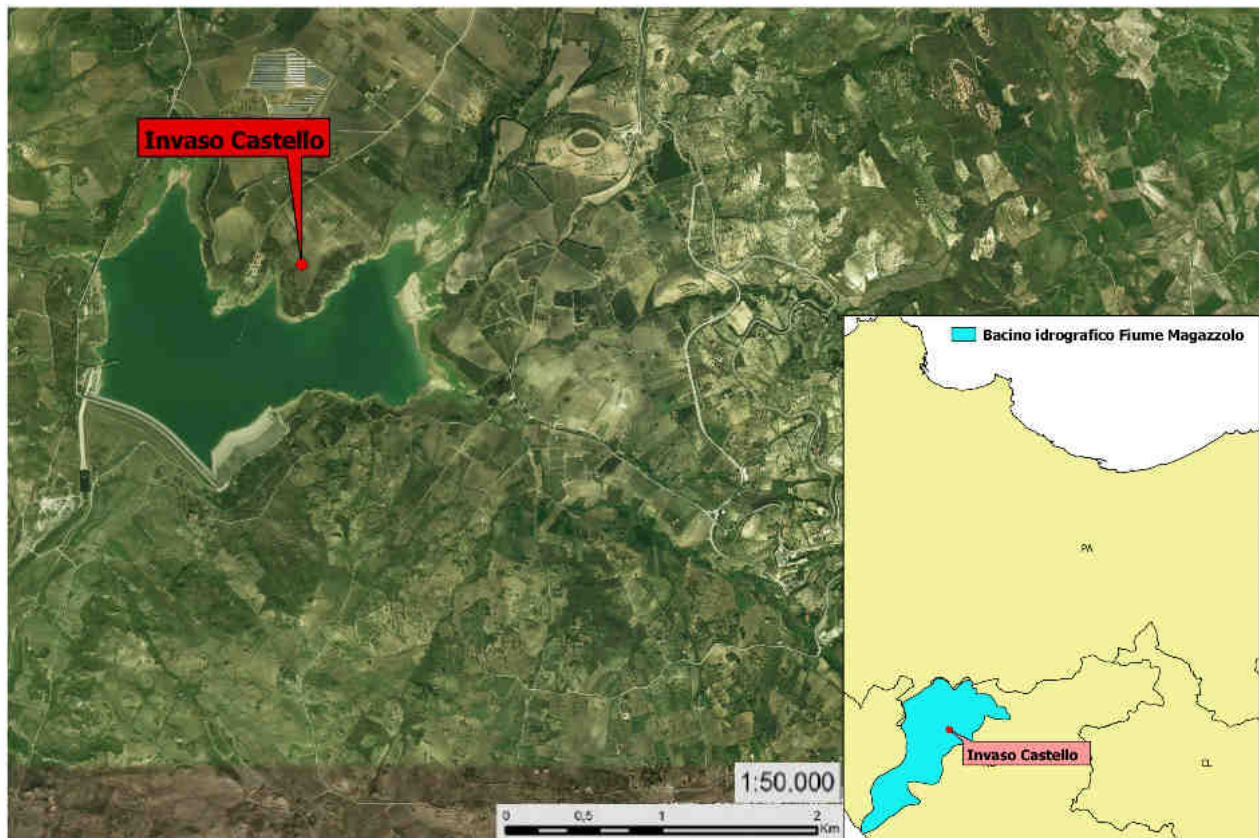 Invaso Castello
Bacino idrografico Fiume Magazzolo
PA
Invaso Castello
CL
1:50.000
0 0,5 1 2
Km